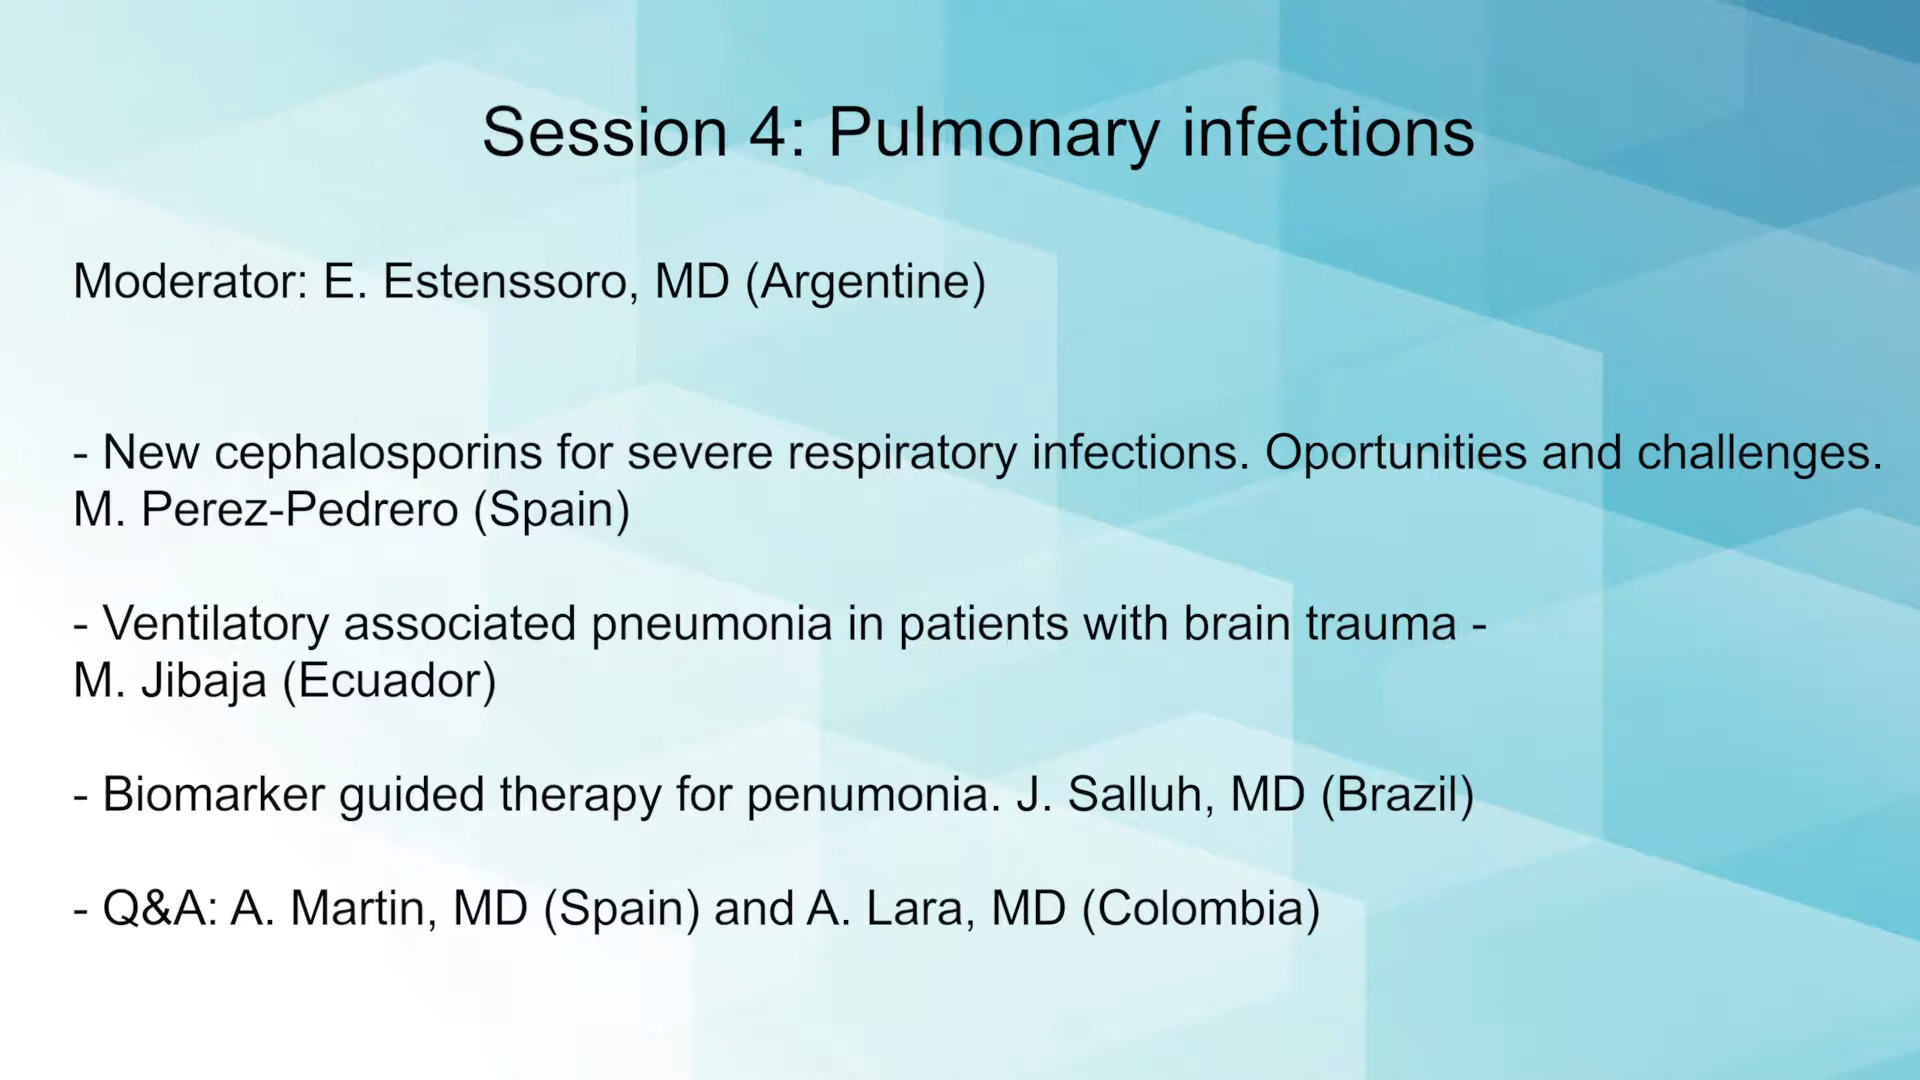 Session 4: Pulmonary infections
Moderator: E. Estenssoro, MD (Argentine)
- New cephalosporins for severe respiratory infections. Oportunities and challenges.
M. Perez-Pedrero (Spain)
- Ventilatory associated pneumonia in patients with brain trauma -
M. Jibaja (Ecuador)
- Biomarker guided therapy for penumonia. J. Salluh, MD (Brazil)
- Q&A: A. Martin, MD (Spain) and A. Lara, MD (Colombia)